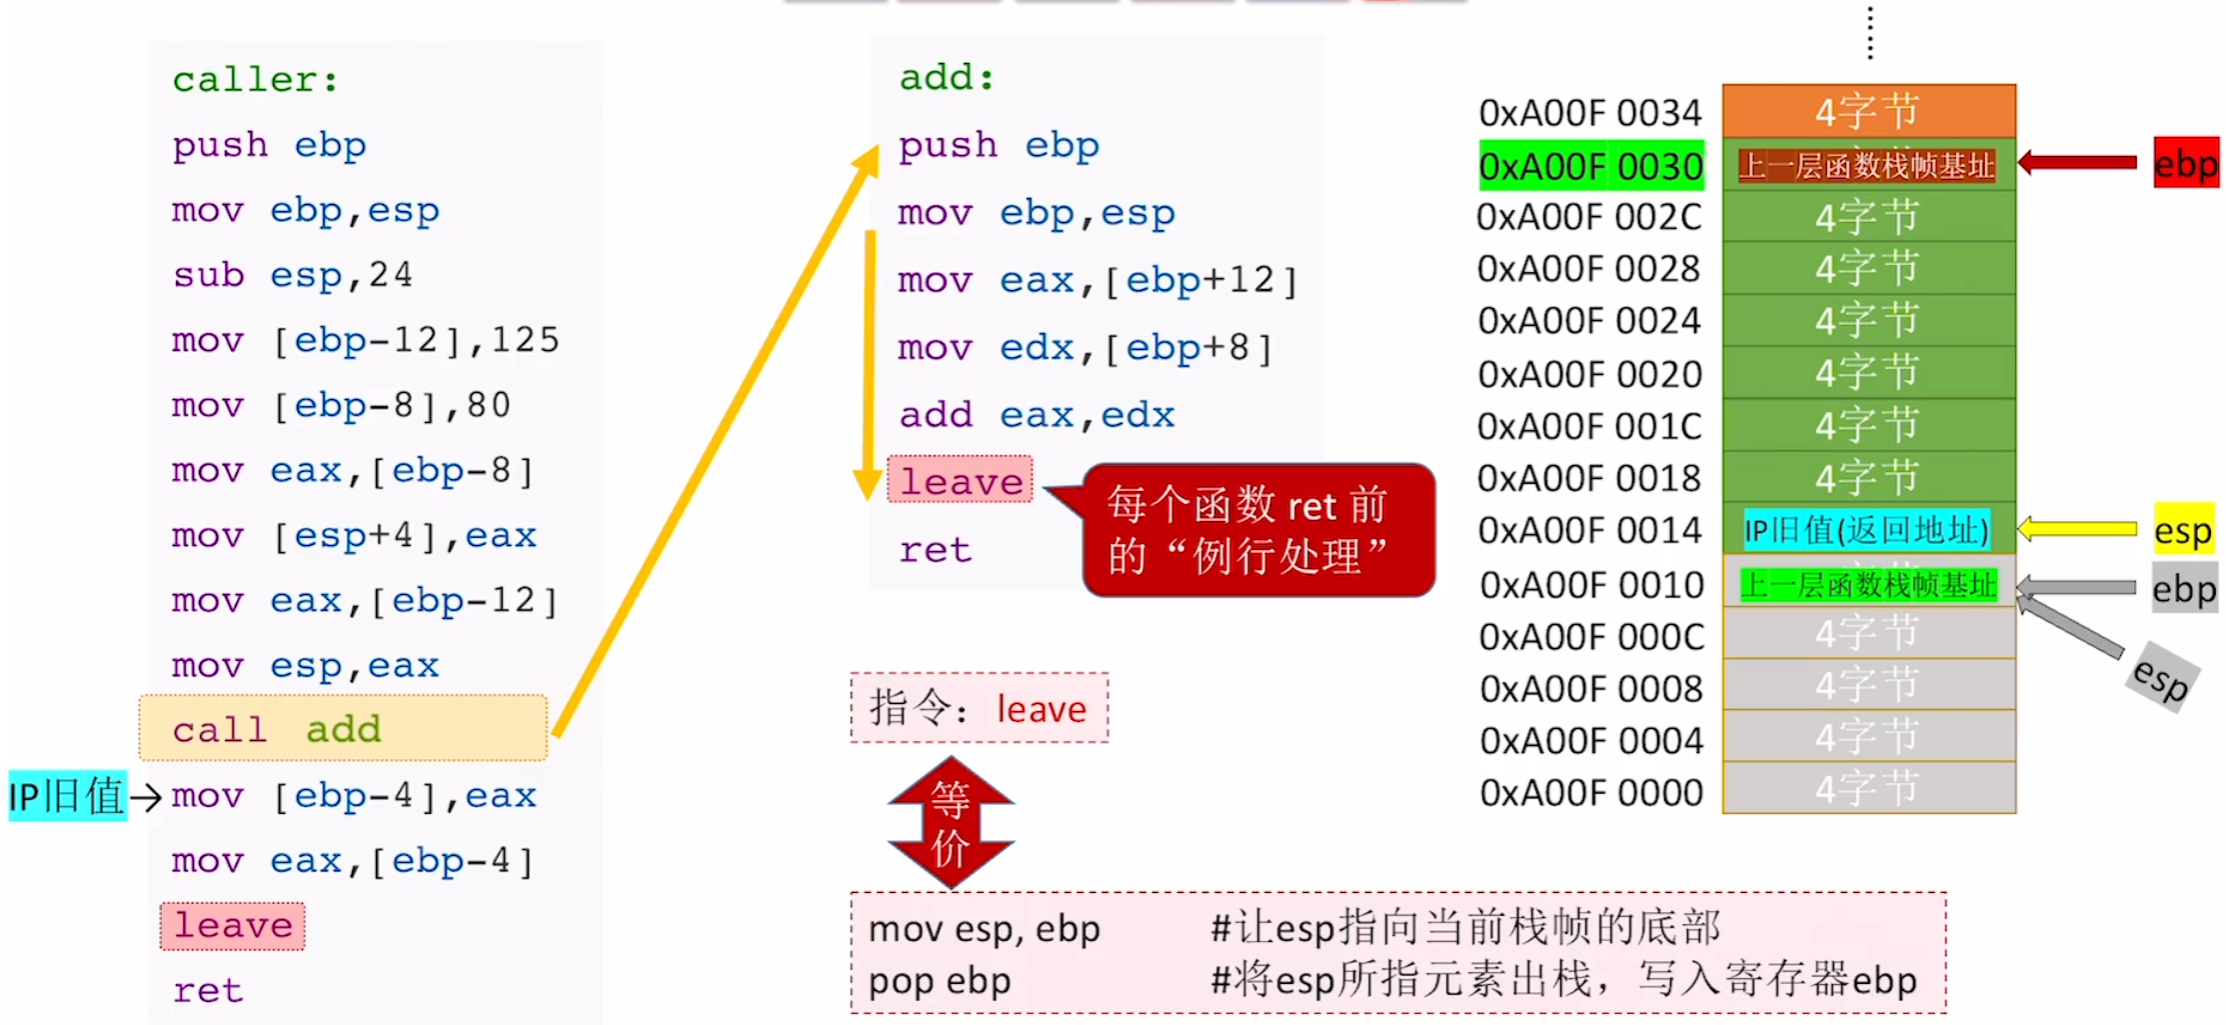 caller:
push ebp
mov ebp,esp
sub esp,24
mov [ebp-12],125
mov [ebp-8],80
mov eax,[ebp-8]
mov [esp+4],eax
mov eax,[ebp-12]
mov esp,eax
call add
IP旧值→mov [ebp-4],eax
mov eax,[ebp-4]
leave
ret
add:
push ebp
mov ebp,esp
mov eax,[ebp+12]
mov edx,[ebp+8]
add eax,edx
leave
ret
每个函数 ret 前
的“例行处理”
指令：leave
等
价
mov esp, ebp #让esp指向当前栈帧的底部
pop ebp #将esp所指元素出栈，写入寄存器ebp
0xA00F 0034 4字节
0xA00F 0030 上一层函数栈帧基址 ebp
0xA00F 002C 4字节
0xA00F 0028 4字节
0xA00F 0024 4字节
0xA00F 0020 4字节
0xA00F 001C 4字节
0xA00F 0018 4字节
0xA00F 0014 IP旧值(返回地址) esp
0xA00F 0010 上一层函数栈帧基址 ebp
0xA00F 000C 4字节
esp
0xA00F 0008 4字节
0xA00F 0004 4字节
0xA00F 0000 4字节